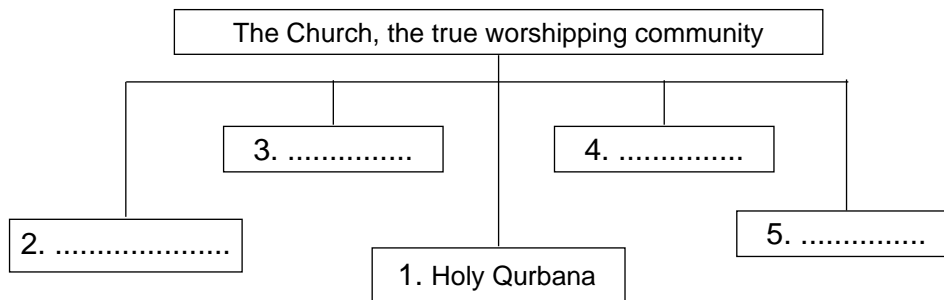 The Church, the true worshipping community
3. ...............
4. ...............
2. .....................
5. ...............
1. Holy Qurbana